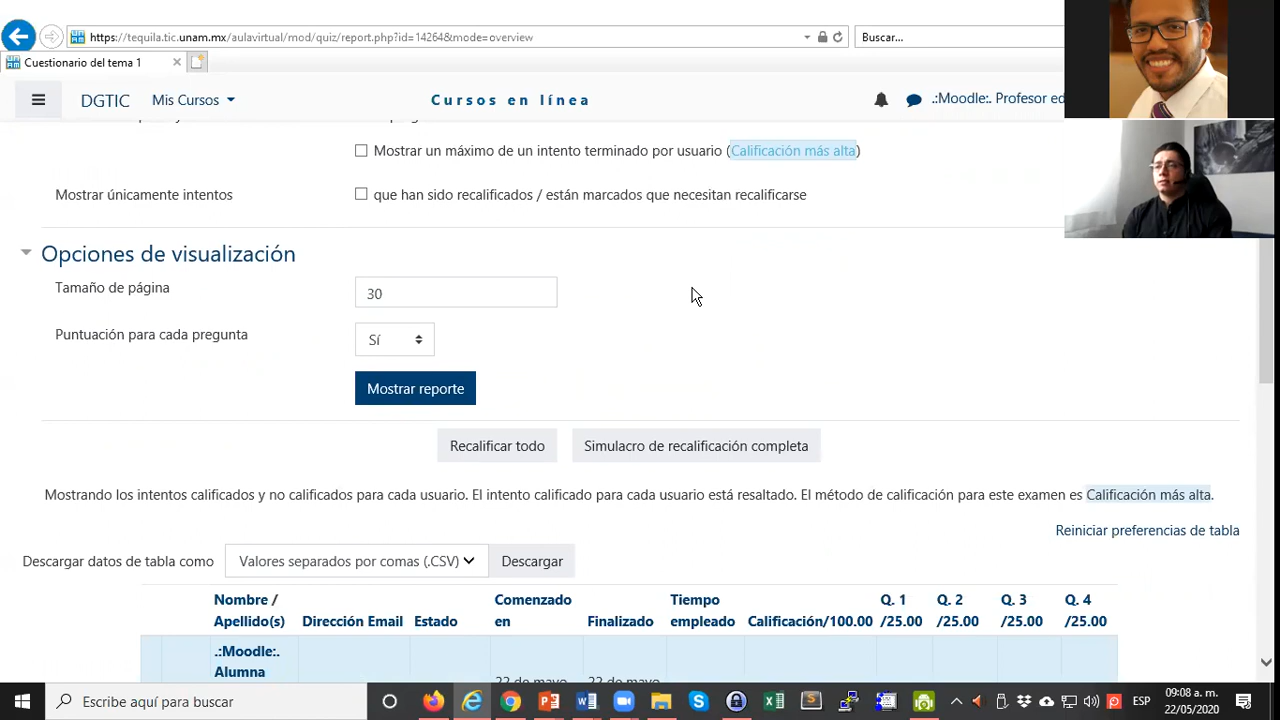 https://tequila.tic.unam.mx/aulavirtual/mod/quiz/report.php?id=14264&mode=overview
Buscar...
Cuestionario del tema 1
DGTIC
Mis Cursos
Cursos en línea
.:Moodle:. Profesor ed
Mostrar un máximo de un intento terminado por usuario (Calificación más alta)
Mostrar únicamente intentos
que han sido recalificados / están marcados que necesitan recalificarse
Opciones de visualización
Tamaño de página
30
Puntuación para cada pregunta
Sí
Mostrar reporte
Recalificar todo
Simulacro de recalificación completa
Mostrando los intentos calificados y no calificados para cada usuario. El intento calificado para cada usuario está resaltado. El método de calificación para este examen es Calificación más alta.
Reiniciar preferencias de tabla
Descargar datos de tabla como
Valores separados por comas (.CSV)
Descargar
Nombre / Apellido(s)
Dirección Email
Estado
Comenzado en
Finalizado
Tiempo empleado
Calificación/100.00
Q. 1 /25.00
Q. 2 /25.00
Q. 3 /25.00
Q. 4 /25.00
.:Moodle:.
Alumna
22 de mayo
22 de mayo
Escribe aquí para buscar
ESP
09:08 a. m.
22/05/2020